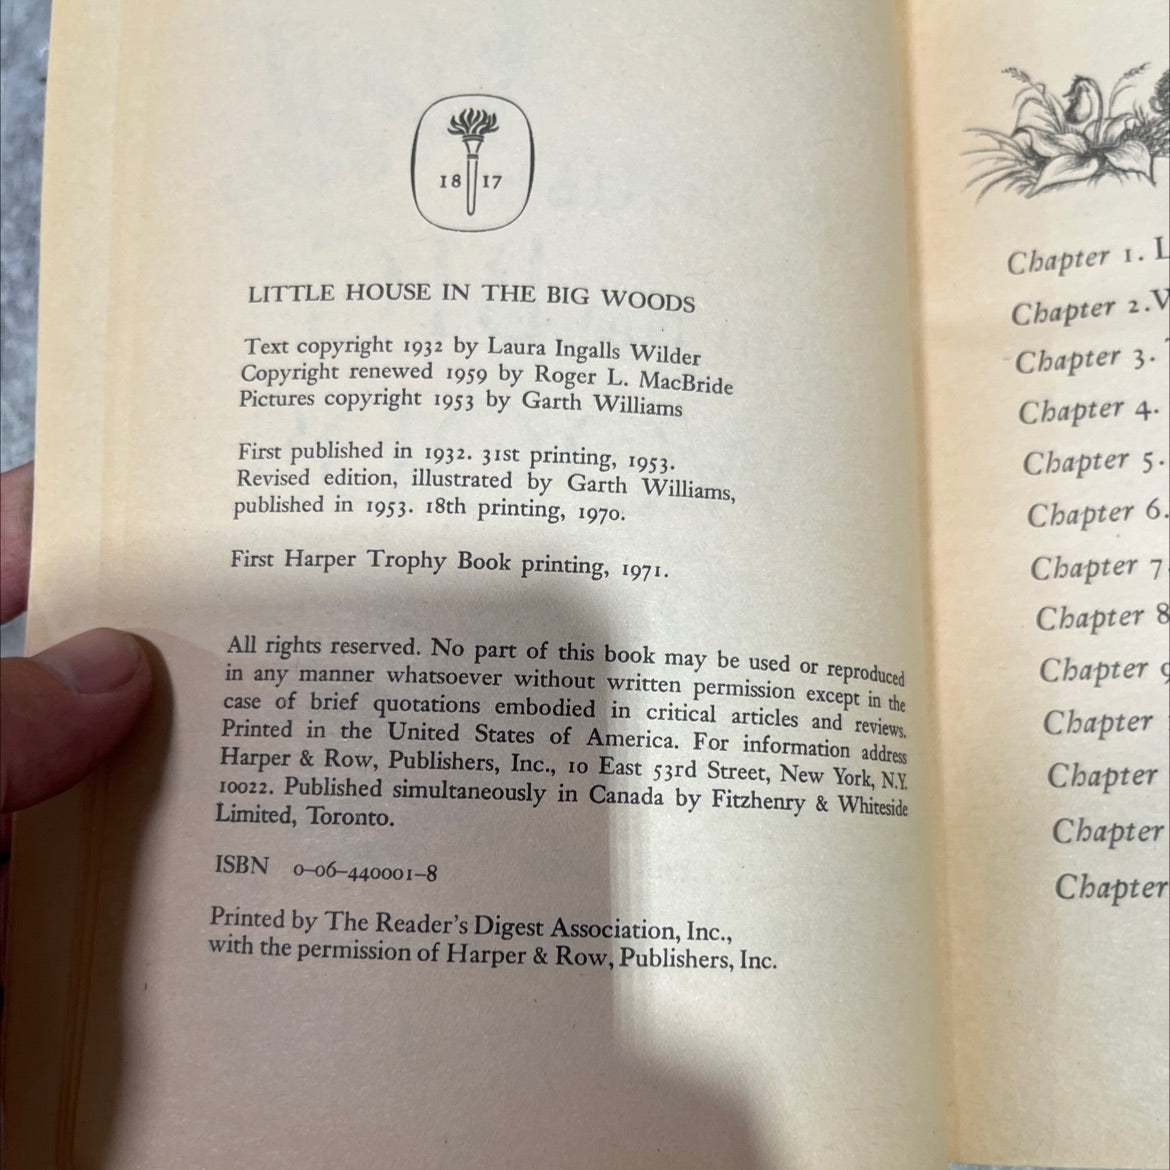 18 17
LITTLE HOUSE IN THE BIG WOODS
Text copyright 1932 by Laura Ingalls Wilder
Copyright renewed 1959 by Roger L. MacBride
Pictures copyright 1953 by Garth Williams
First published in 1932. 31st printing, 1953.
Revised edition, illustrated by Garth Williams,
published in 1953. 18th printing, 1970.
First Harper Trophy Book printing, 1971.
All rights reserved. No part of this book may be used or reproduced
in any manner whatsoever without written permission except in the
case of brief quotations embodied in critical articles and reviews.
Printed in the United States of America. For information address
Harper & Row, Publishers, Inc., 10 East 53rd Street, New York, N.Y.
10022. Published simultaneously in Canada by Fitzhenry & Whiteside
Limited, Toronto.
ISBN 0-06-440001-8
Printed by The Reader's Digest Association, Inc.,
with the permission of Harper & Row, Publishers, Inc.
Chapter 1. L
Chapter 2. V
Chapter 3.
Chapter 4.
Chapter 5.
Chapter 6.
Chapter 7
Chapter 8
Chapter 9
Chapter
Chapter
Chapter
Chapter